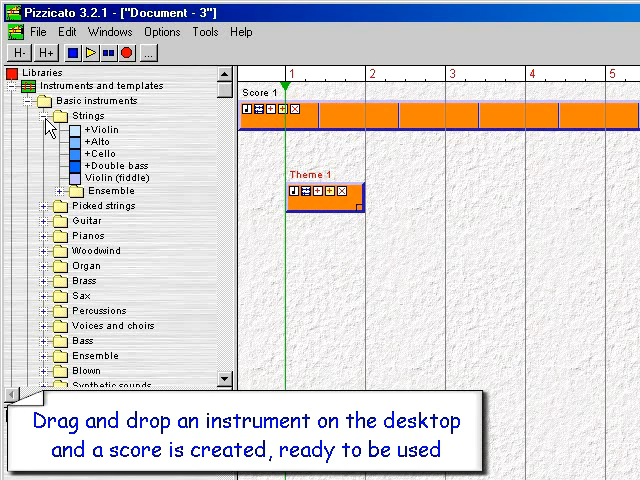 Pizzicato 3.2.1 - ["Document - 3"]
File Edit Windows Options Tools Help
H- H+ ...
Libraries
Instruments and templates
Basic instruments
Strings
+Violin
+Alto
+Cello
+Double bass
Violin (fiddle)
Ensemble
Picked strings
Guitar
Pianos
Woodwind
Organ
Brass
Sax
Percussions
Voices and choirs
Bass
Ensemble
Blown
Synthetic sounds
1 2 3 4 5
Score 1
Theme 1
Drag and drop an instrument on the desktop
and a score is created, ready to be used